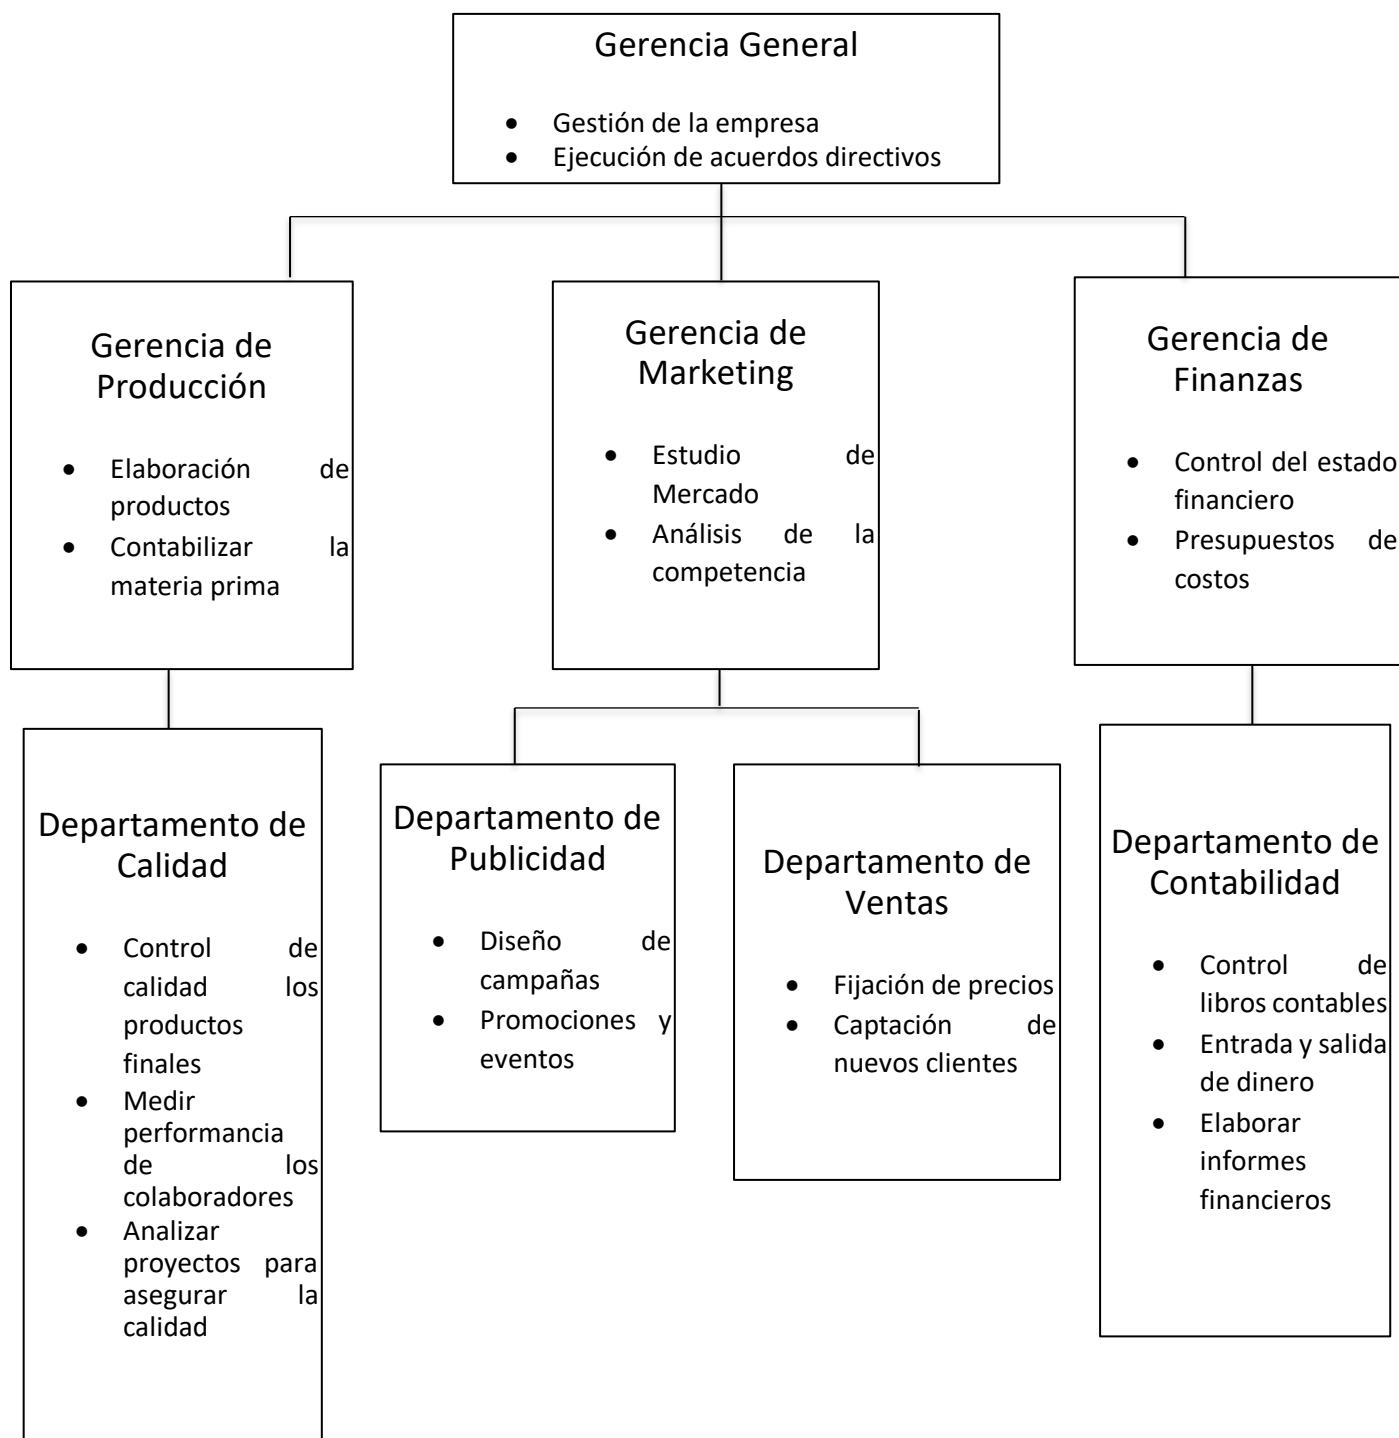 Gerencia General
• Gestión de la empresa
• Ejecución de acuerdos directivos
Gerencia de
Producción
• Elaboración de
productos
• Contabilizar la
materia prima
Gerencia de
Marketing
• Estudio de
Mercado
• Análisis de la
competencia
Gerencia de
Finanzas
• Control del estado
financiero
• Presupuestos de
costos
Departamento de
Calidad
• Control de
calidad los
productos
finales
• Medir
performancia
de los
colaboradores
• Analizar
proyectos para
asegurar la
calidad
Departamento de
Publicidad
• Diseño de
campañas
• Promociones y
eventos
Departamento de
Ventas
• Fijación de precios
• Captación de
nuevos clientes
Departamento de
Contabilidad
• Control de
libros contables
• Entrada y salida
de dinero
• Elaborar
informes
financieros